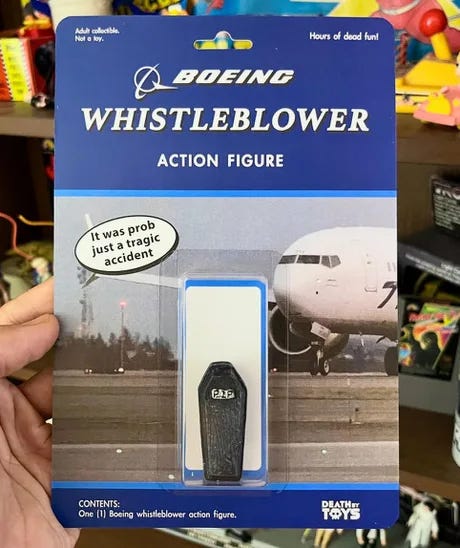 Adult collectible.
Not a toy.
Hours of dead fun!
BOEING
WHISTLEBLOWER
ACTION FIGURE
It was prob
just a tragic
accident
7
R.I.P
CONTENTS:
One (1) Boeing whistleblower action figure.
DEATH BY
TOYS